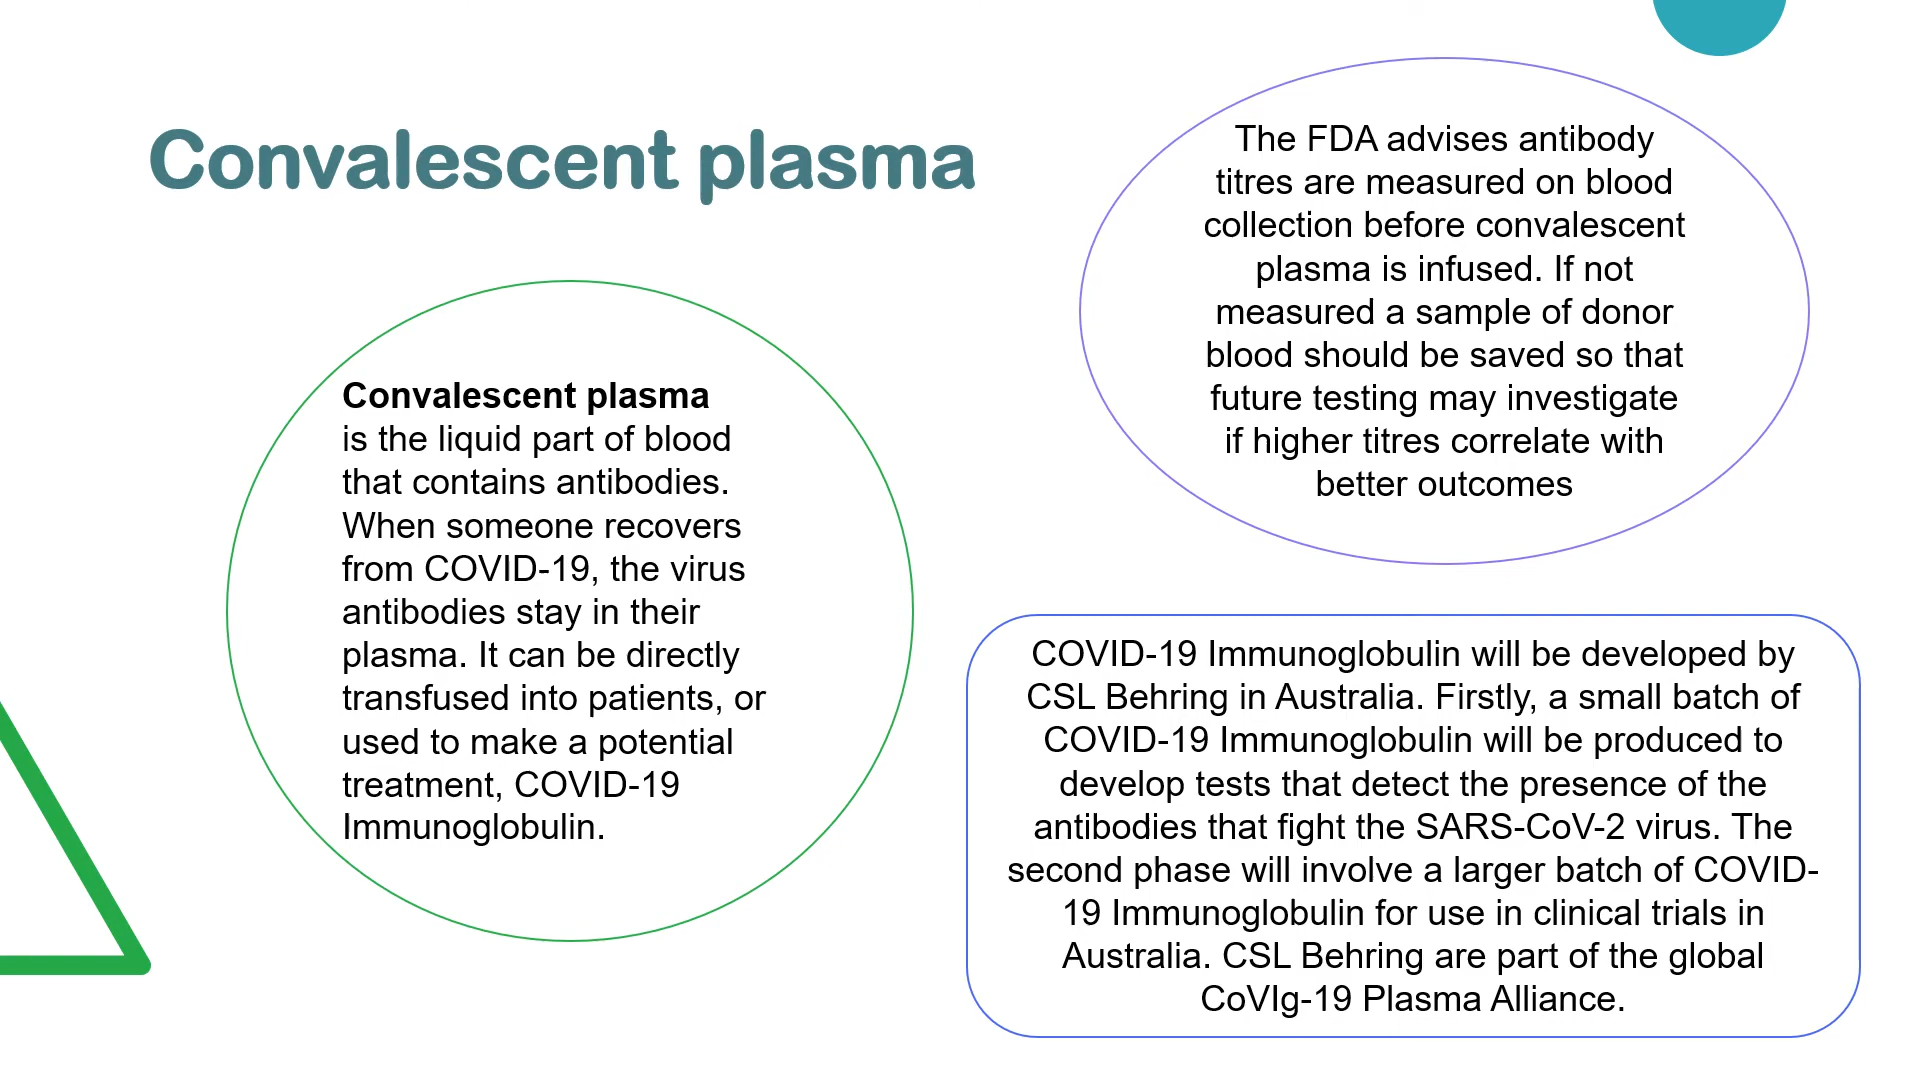 Convalescent plasma
Convalescent plasma
is the liquid part of blood
that contains antibodies.
When someone recovers
from COVID-19, the virus
antibodies stay in their
plasma. It can be directly
transfused into patients, or
used to make a potential
treatment, COVID-19
Immunoglobulin.
The FDA advises antibody
titres are measured on blood
collection before convalescent
plasma is infused. If not
measured a sample of donor
blood should be saved so that
future testing may investigate
if higher titres correlate with
better outcomes
COVID-19 Immunoglobulin will be developed by
CSL Behring in Australia. Firstly, a small batch of
COVID-19 Immunoglobulin will be produced to
develop tests that detect the presence of the
antibodies that fight the SARS-CoV-2 virus. The
second phase will involve a larger batch of COVID-
19 Immunoglobulin for use in clinical trials in
Australia. CSL Behring are part of the global
CoVIg-19 Plasma Alliance.